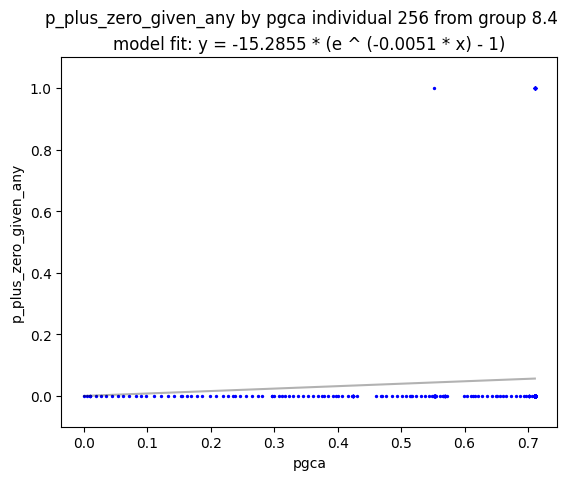 p_plus_zero_given_any by pgca individual 256 from group 8.4
model fit: y = -15.2855 * (e ^ (-0.0051 * x) - 1)
p_plus_zero_given_any
1.0
0.8
0.6
0.4
0.2
0.0
0.0 0.1 0.2 0.3 0.4 0.5 0.6 0.7
pgca